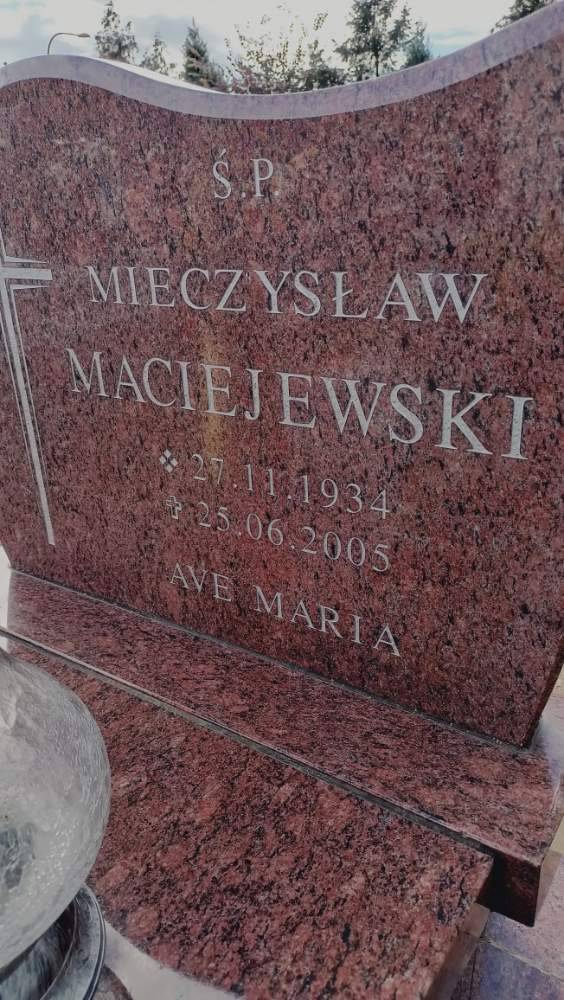 Ś.P.
MIECZYSŁAW
MACIEJEWSKI
27.11.1934
25.06.2005
AVE MARIA